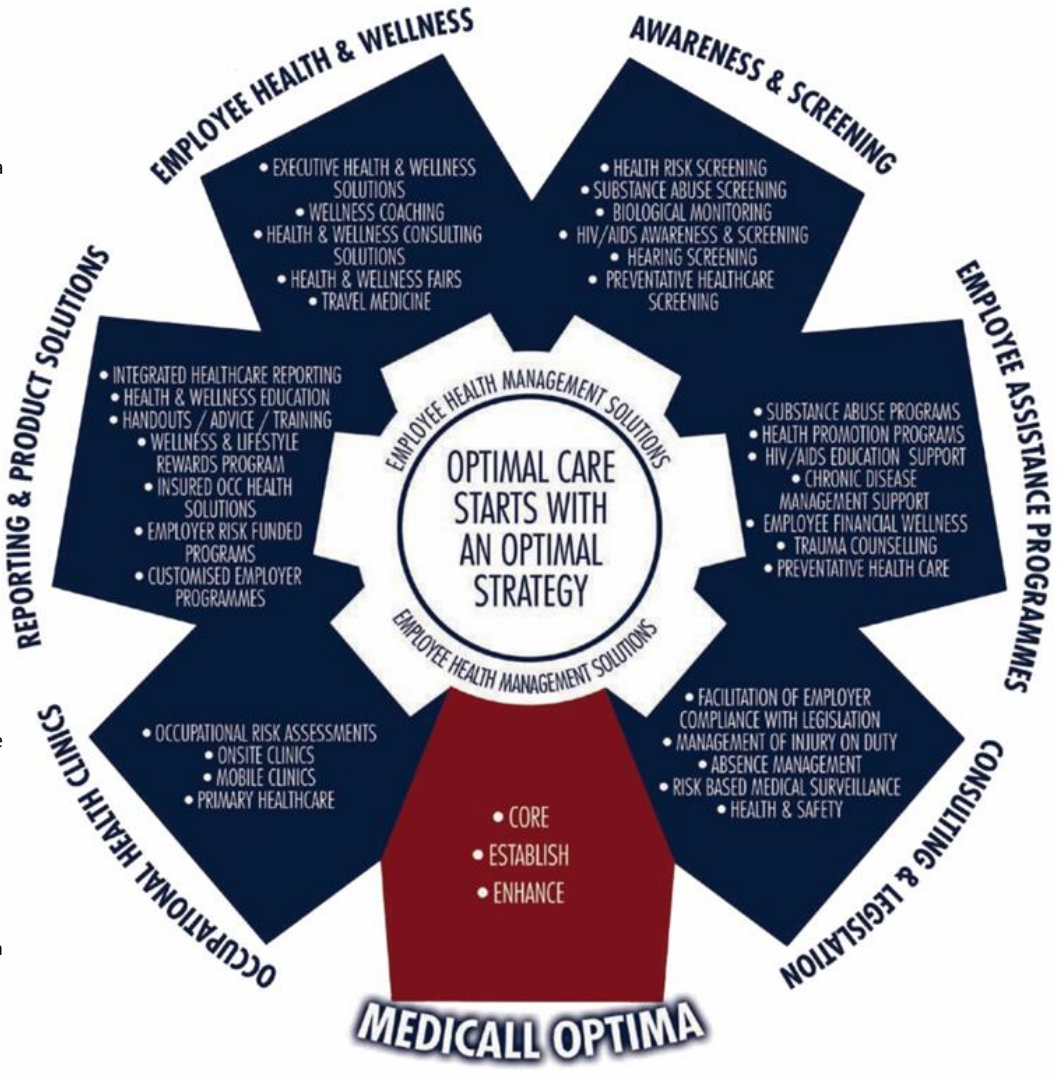 EMPLOYEE HEALTH & WELLNESS
• EXECUTIVE HEALTH & WELLNESS
SOLUTIONS
• WELLNESS COACHING
• HEALTH & WELLNESS CONSULTING
SOLUTIONS
• HEALTH & WELLNESS FAIRS
• TRAVEL MEDICINE
AWARENESS & SCREENING
• HEALTH RISK SCREENING
• SUBSTANCE ABUSE SCREENING
• BIOLOGICAL MONITORING
• HIV/AIDS AWARENESS & SCREENING
• HEARING SCREENING
• PREVENTATIVE HEALTHCARE
SCREENING
REPORTING & PRODUCT SOLUTIONS
• INTEGRATED HEALTHCARE REPORTING
• HEALTH & WELLNESS EDUCATION
• HANDOUTS / ADVICE / TRAINING
• WELLNESS & LIFESTYLE
REWARDS PROGRAM
• INSURED OCC HEALTH
SOLUTIONS
• EMPLOYER RISK FUNDED
PROGRAMS
• CUSTOMISED EMPLOYER
PROGRAMMES
EMPLOYEE HEALTH MANAGEMENT SOLUTIONS
OPTIMAL CARE
STARTS WITH
AN OPTIMAL
STRATEGY
EMPLOYEE HEALTH MANAGEMENT SOLUTIONS
EMPLOYEE ASSISTANCE PROGRAMMES
• SUBSTANCE ABUSE PROGRAMS
• HEALTH PROMOTION PROGRAMS
• HIV/AIDS EDUCATION SUPPORT
• CHRONIC DISEASE
MANAGEMENT SUPPORT
• EMPLOYEE FINANCIAL WELLNESS
• TRAUMA COUNSELLING
• PREVENTATIVE HEALTH CARE
OCCUPATIONAL HEALTH CLINICS
• OCCUPATIONAL RISK ASSESSMENTS
• ONSITE CLINICS
• MOBILE CLINICS
• PRIMARY HEALTHCARE
• CORE
• ESTABLISH
• ENHANCE
MEDICALL OPTIMA
CONSULTING & LEGISLATION
• FACILITATION OF EMPLOYER
COMPLIANCE WITH LEGISLATION
• MANAGEMENT OF INJURY ON DUTY
• ABSENCE MANAGEMENT
• RISK BASED MEDICAL SURVEILLANCE
• HEALTH & SAFETY